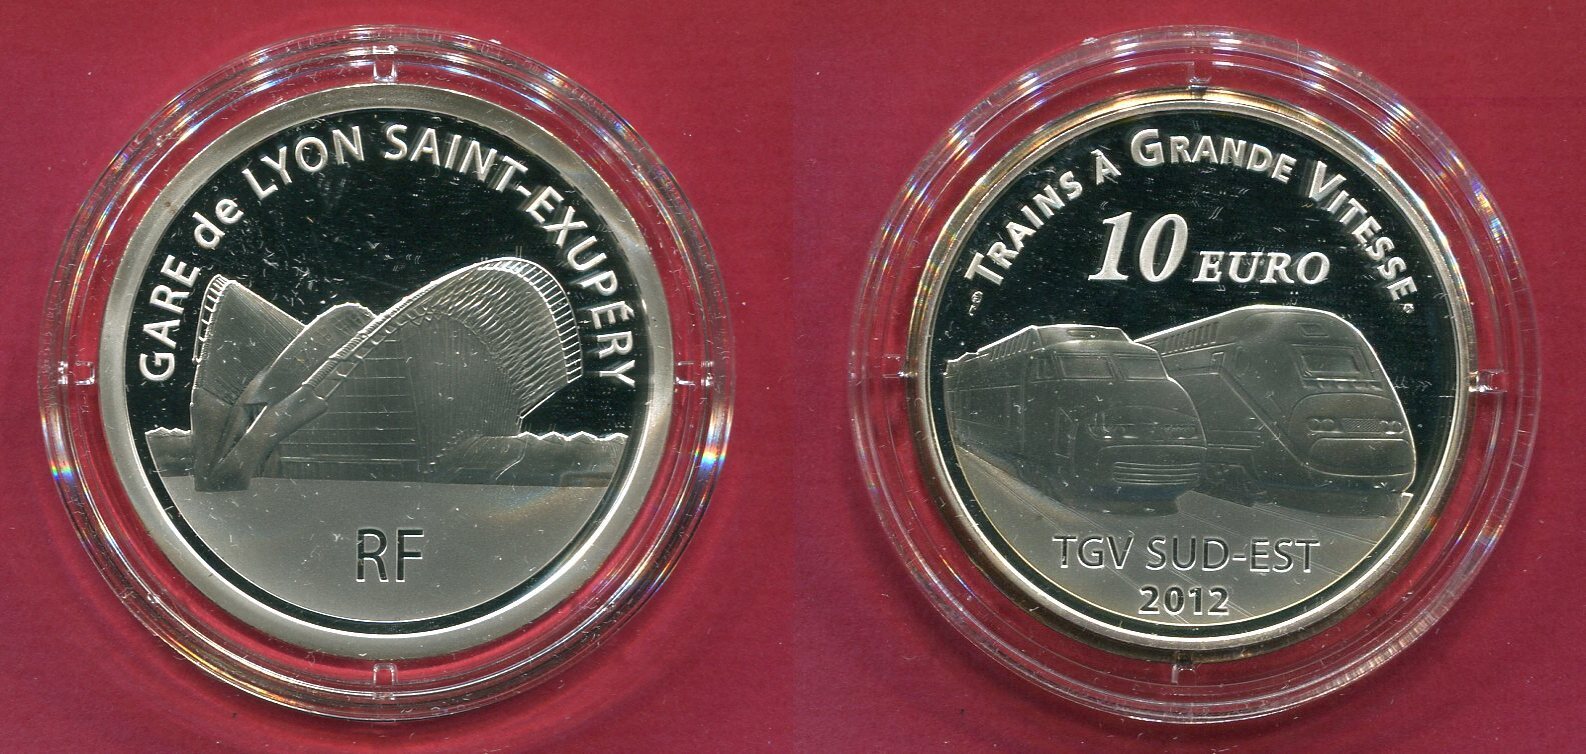 GARE de LYON SAINT-EXUPÉRY
RF
TRAINS À GRANDE VITESSE
10 EURO
TGV SUD-EST
2012